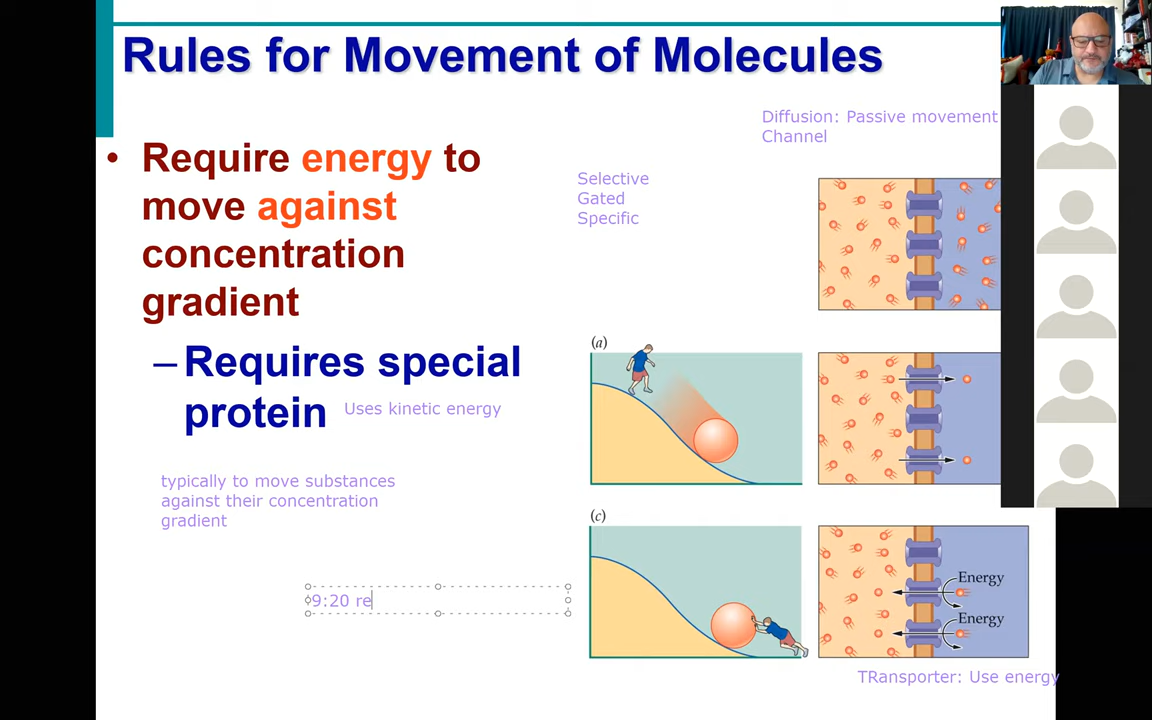 Rules for Movement of Molecules
Diffusion: Passive movement
Channel
• Require energy to
move against
concentration
gradient
Selective
Gated
Specific
– Requires special
protein
Uses kinetic energy
typically to move substances
against their concentration
gradient
9:20 re
(a)
(c)
Energy
Energy
TRansporter: Use energy